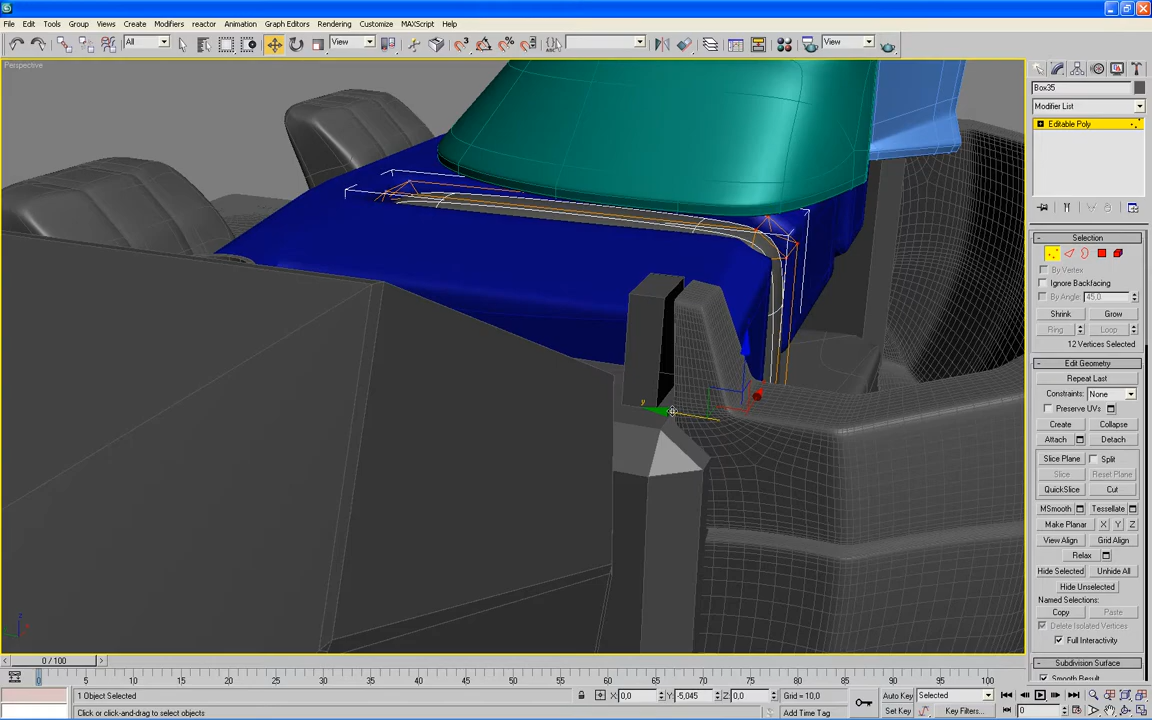 File Edit Tools Group Views Create Modifiers reactor Animation Graph Editors Rendering Customize MAXScript Help
All View View
Perspective
Box35
Modifier List
Editable Poly
Selection
By Vertex
Ignore Backfacing
By Angle: 45,0
Shrink Grow
Ring Loop
12 Vertices Selected
Edit Geometry
Repeat Last
Constraints: None
Preserve UVs
Create Collapse
Attach Detach
Slice Plane Split
Slice Reset Plane
QuickSlice Cut
MSmooth Tessellate
Make Planar X Y Z
View Align Grid Align
Relax
Hide Selected Unhide All
Hide Unselected
Named Selections:
Copy Paste
Delete Isolated Vertices
Full Interactivity
Subdivision Surface
Smooth Result
y
z
0 / 100
0 5 10 15 20 25 30 35 40 45 50 55 60 65 70 75 80 85 90 95 100
1 Object Selected X: 0,0 Y: -5,045 Z: 0,0 Grid = 10,0 Auto Key Selected
Click or click-and-drag to select objects Add Time Tag Set Key Key Filters... 0